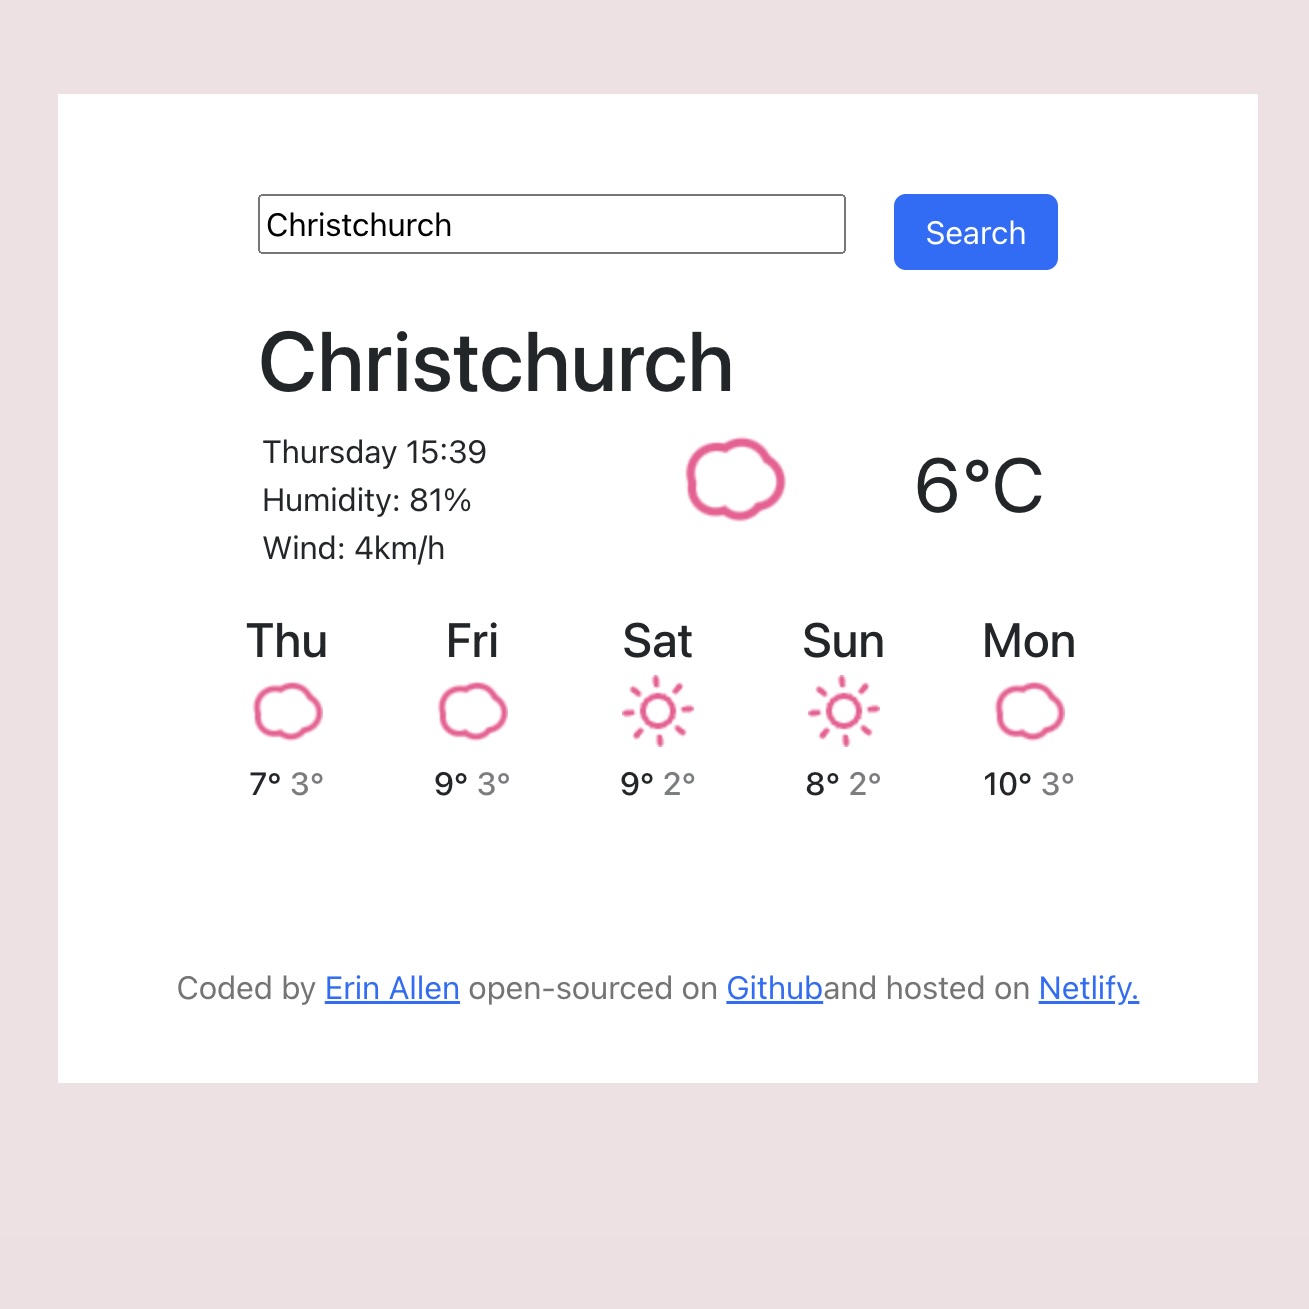 Christchurch
Search
Christchurch
Thursday 15:39
Humidity: 81%
Wind: 4km/h
6°C
Thu Fri Sat Sun Mon
7° 3° 9° 3° 9° 2° 8° 2° 10° 3°
Coded by Erin Allen open-sourced on Githuband hosted on Netlify.